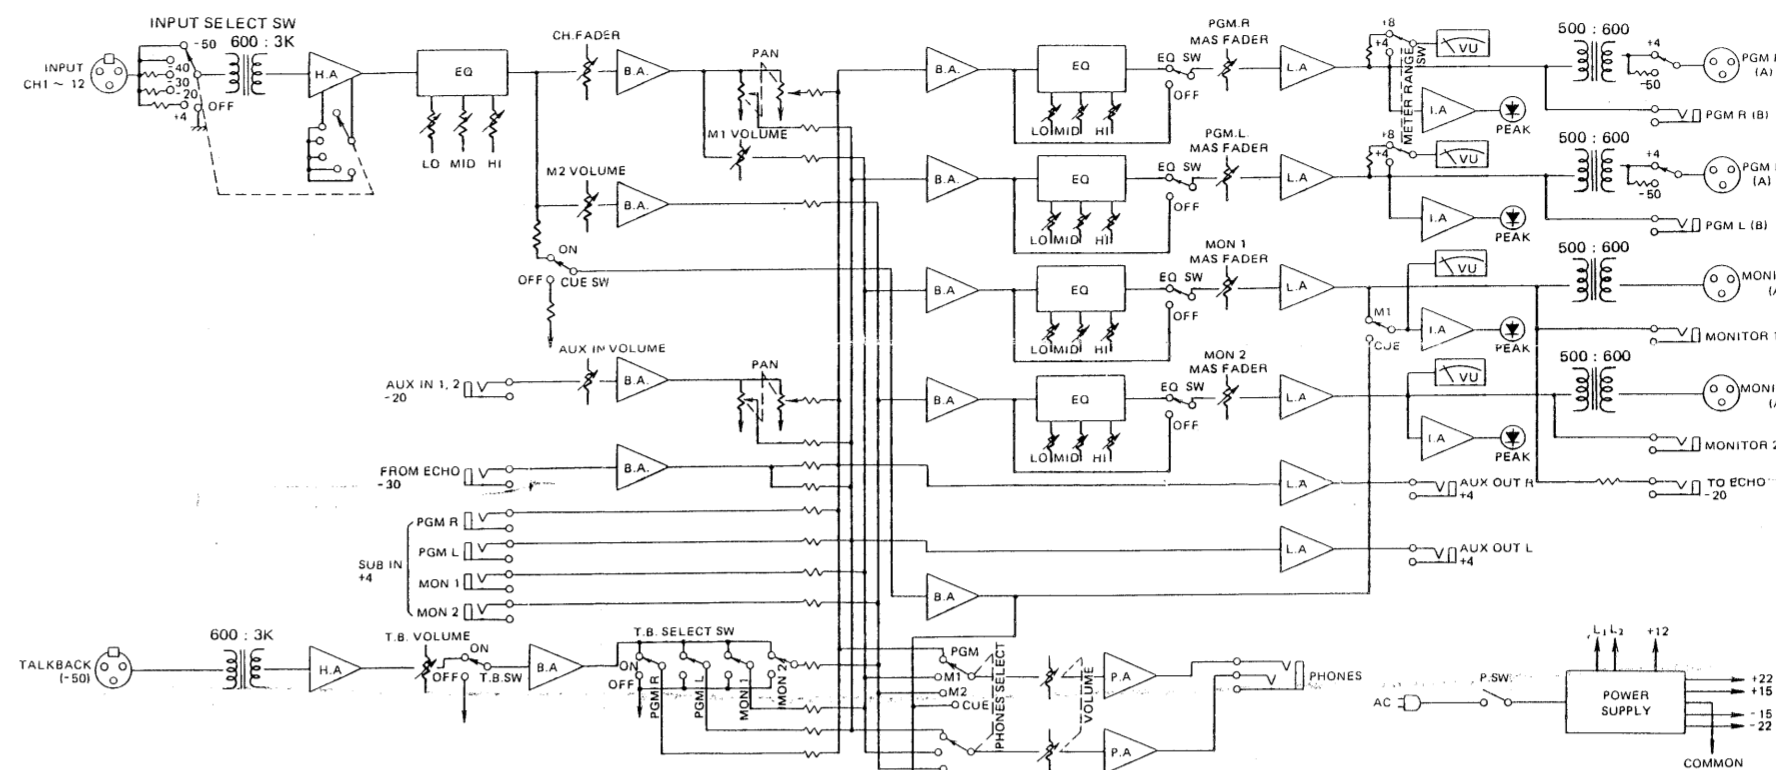 INPUT SELECT SW
600 : 3K
INPUT
CH1 ~ 12
-50
-40
-30
-20
+4
OFF
H.A
EQ
LO MID HI
CH.FADER
B.A.
PAN
M1 VOLUME
M2 VOLUME
B.A.
ON
OFF
CUE SW
AUX IN VOLUME
AUX IN 1, 2
-20
B.A.
PAN
FROM ECHO
-30
B.A.
SUB IN
+4
PGM R
PGM L
MON 1
MON 2
TALKBACK
(-50)
600 : 3K
H.A
T.B. VOLUME
ON
OFF
T.B.SW
B.A
T.B. SELECT SW
ON
OFF
PGM R
PGM L
MON 1
MON 2
B.A.
EQ
LO MID HI
EQ SW
OFF
PGM.R
MAS FADER
L.A
+8
+4
METER RANGE
SW
VU
I.A
PEAK
500 : 600
+4
-50
PGM
(A)
PGM R (B)
B.A.
EQ
LO MID HI
EQ SW
OFF
PGM.L.
MAS FADER
L.A
+8
+4
VU
I.A
PEAK
500 : 600
+4
-50
PGM
(A)
PGM L (B)
B.A
EQ
LO MID HI
EQ SW
OFF
MON 1
MAS FADER
L.A
M1
CUE
VU
I.A
PEAK
500 : 600
MONI
MONITOR 1
B.A
EQ
LO MID HI
EQ SW
OFF
MON 2
MAS FADER
L.A
VU
I.A
PEAK
500 : 600
MONI
MONITOR 2
L.A
AUX OUT R
+4
TO ECHO
-20
L.A
AUX OUT L
+4
B.A
PGM
M1
M2
CUE
PHONES SELECT
VOLUME
P.A
P.A
PHONES
AC
P.SW.
POWER
SUPPLY
L1 L2
+12
+22
+15
-15
-22
COMMON